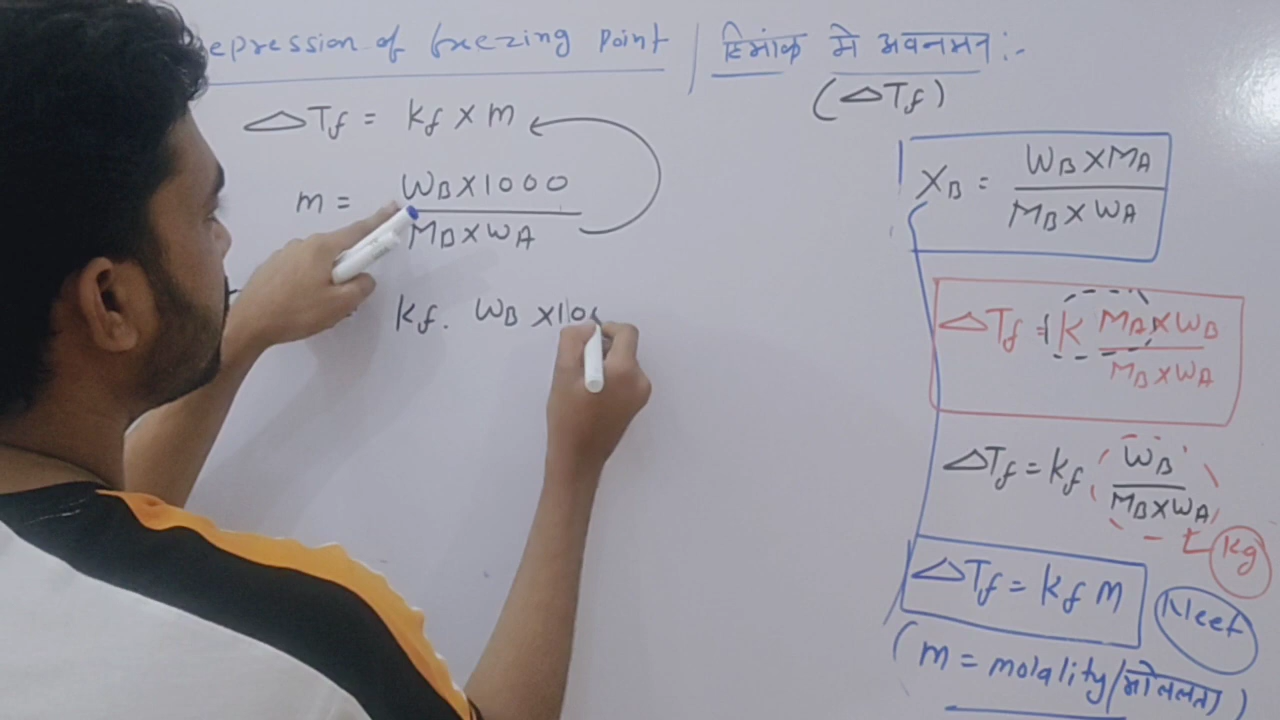 epression of freezing point | हिमांक मे अवनमन :-
(△Tf)
△Tf = Kf X m
m = WB X 1000 / MB X WA
Kf. WB X 100
XB = WB X MA / MB X WA
△Tf = K MA X WB / MB X WA
△Tf = Kf WB / MB X WA
Kg
△Tf = Kf m
(m = molality/मोललता)